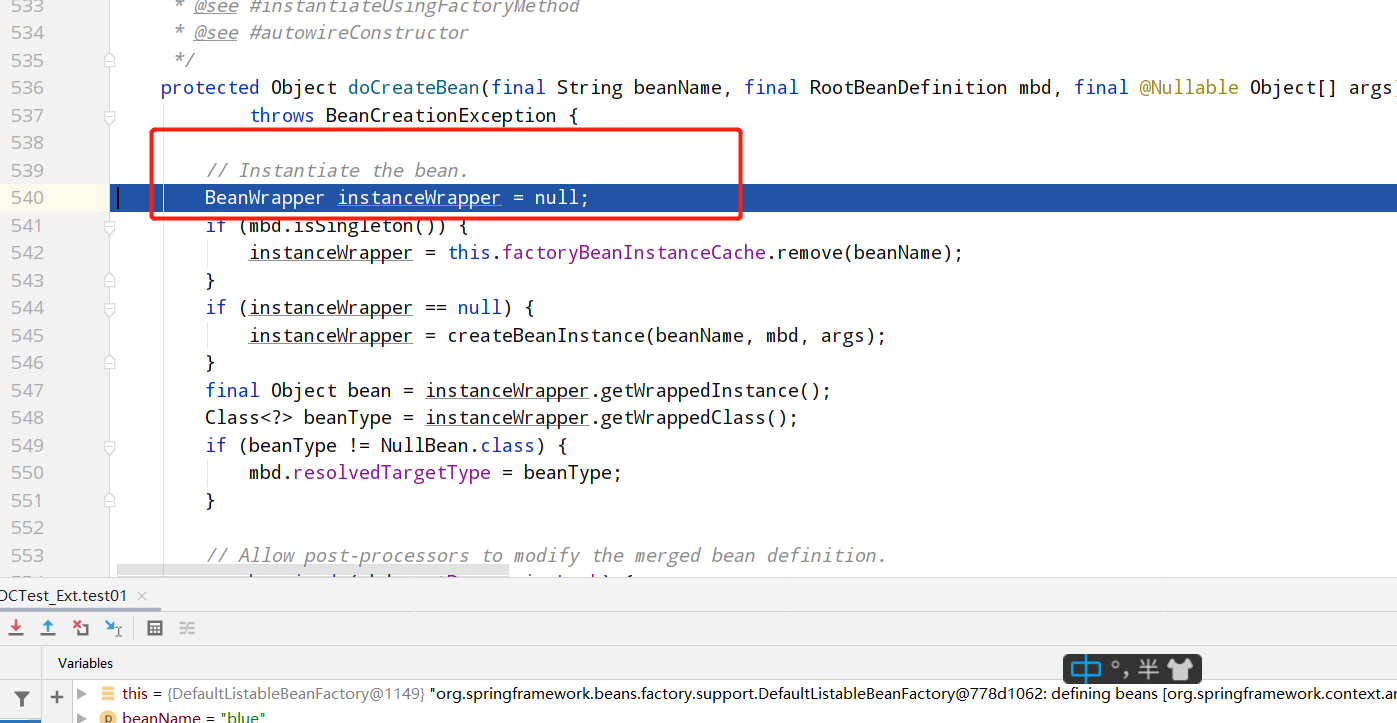 533 * @see #instantiateUsingFactoryMethod
534 * @see #autowireConstructor
535 */
536 protected Object doCreateBean(final String beanName, final RootBeanDefinition mbd, final @Nullable Object[] args)
537 throws BeanCreationException {
538
539 // Instantiate the bean.
540 BeanWrapper instanceWrapper = null;
541 if (mbd.isSingleton()) {
542 instanceWrapper = this.factoryBeanInstanceCache.remove(beanName);
543 }
544 if (instanceWrapper == null) {
545 instanceWrapper = createBeanInstance(beanName, mbd, args);
546 }
547 final Object bean = instanceWrapper.getWrappedInstance();
548 Class<?> beanType = instanceWrapper.getWrappedClass();
549 if (beanType != NullBean.class) {
550 mbd.resolvedTargetType = beanType;
551 }
552
553 // Allow post-processors to modify the merged bean definition.
OCTest_Ext.test01
Variables
中 °, 半
this = {DefaultListableBeanFactory@1149} "org.springframework.beans.factory.support.DefaultListableBeanFactory@778d1062: defining beans [org.springframework.context.an
p beanName = "blue"